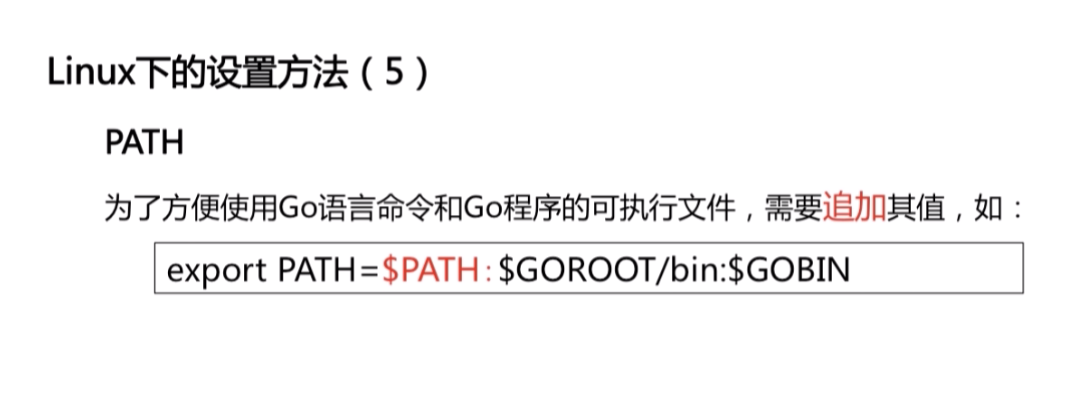 Linux下的设置方法（5）
PATH
为了方便使用Go语言命令和Go程序的可执行文件，需要追加其值，如：
export PATH=$PATH:$GOROOT/bin:$GOBIN